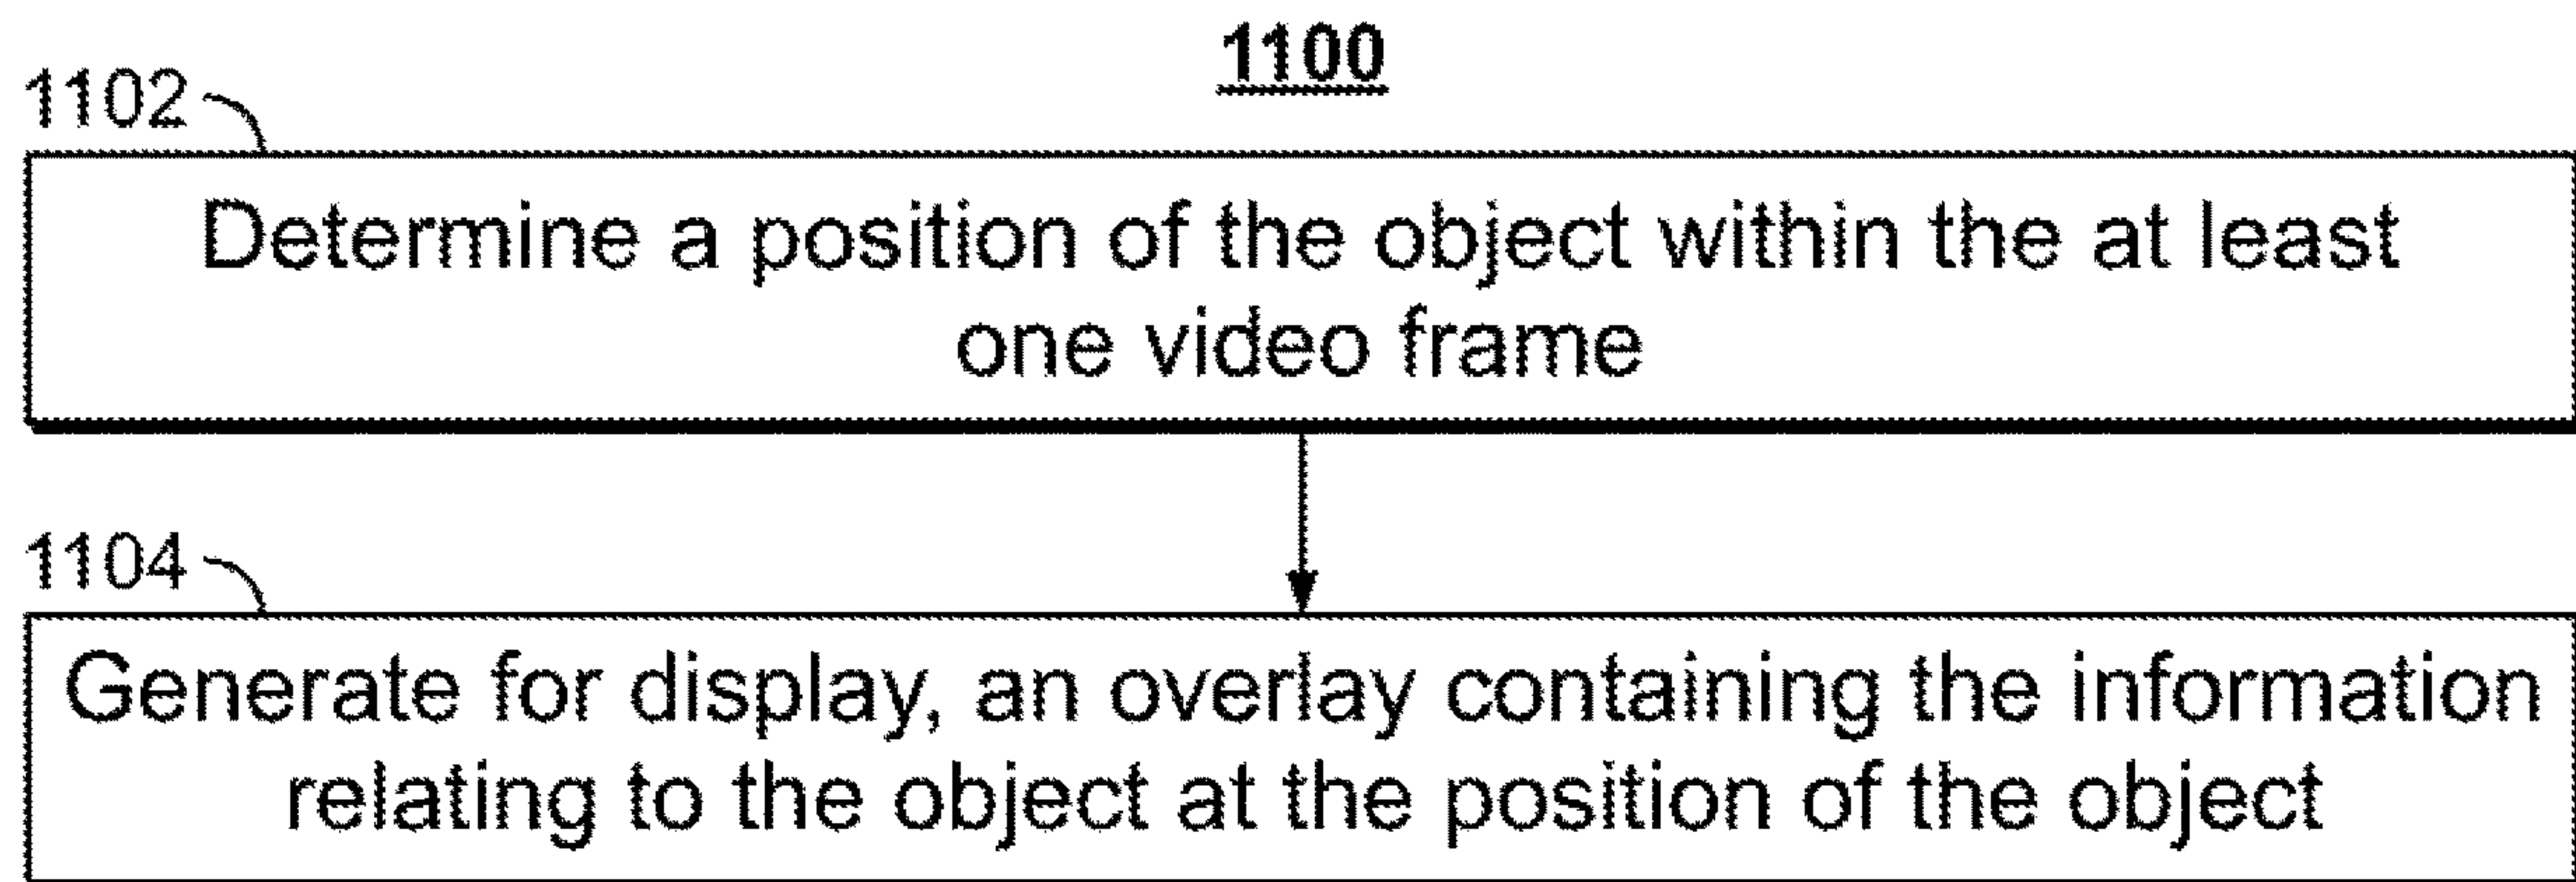 1100
1102
Determine a position of the object within the at least
one video frame
1104
Generate for display, an overlay containing the information
relating to the object at the position of the object